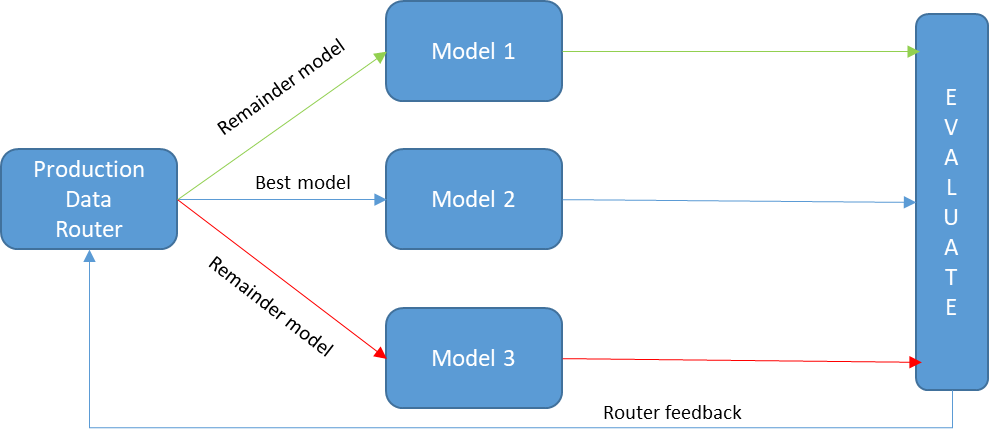 Remainder model
Model 1
Production
Data
Router
Best model
Model 2
Remainder model
Model 3
E
V
A
L
U
A
T
E
Router feedback